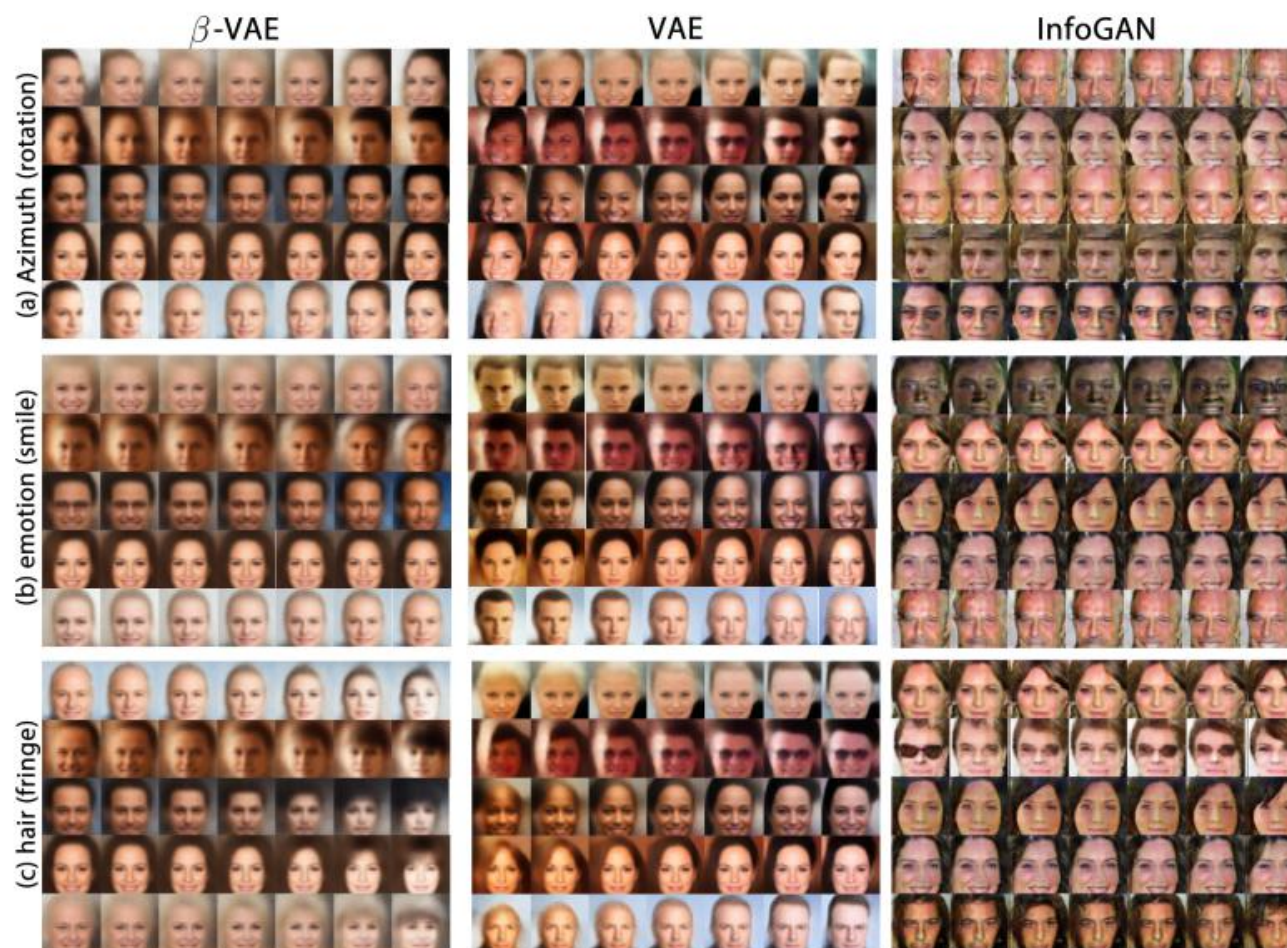 β-VAE
VAE
InfoGAN
(a) Azimuth (rotation)
(b) emotion (smile)
(c) hair (fringe)